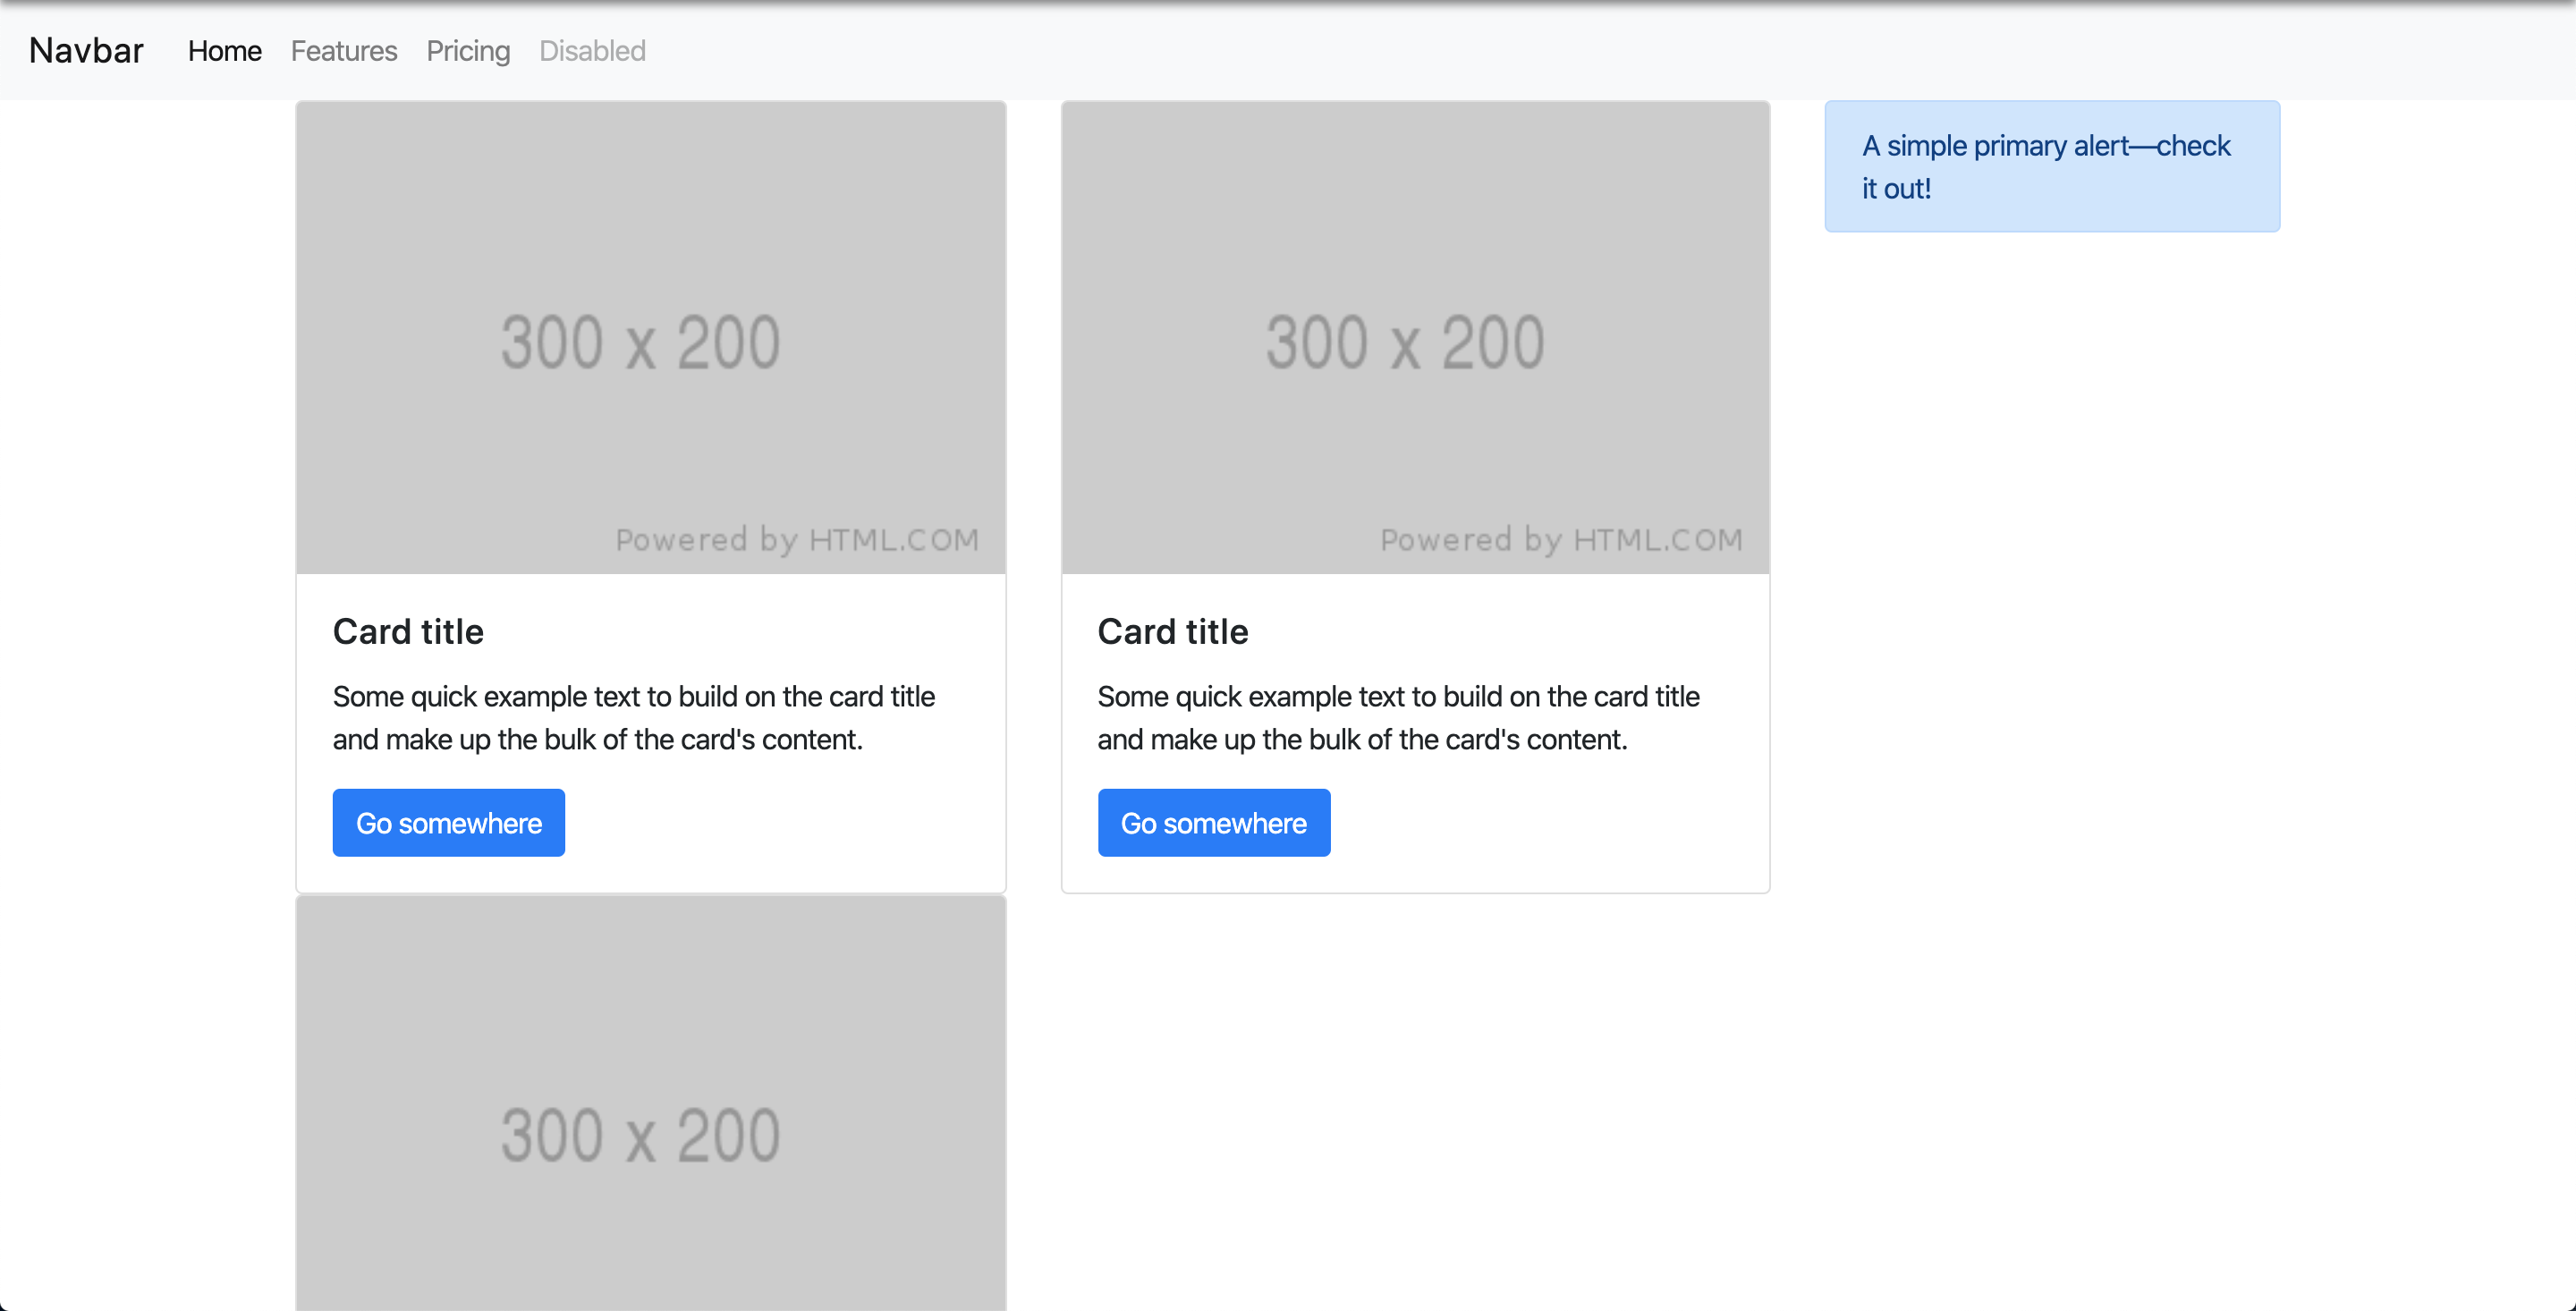 Navbar Home Features Pricing Disabled
300 x 200
Powered by HTML.COM
Card title
Some quick example text to build on the card title
and make up the bulk of the card's content.
Go somewhere
300 x 200
Powered by HTML.COM
Card title
Some quick example text to build on the card title
and make up the bulk of the card's content.
Go somewhere
A simple primary alert—check
it out!
300 x 200